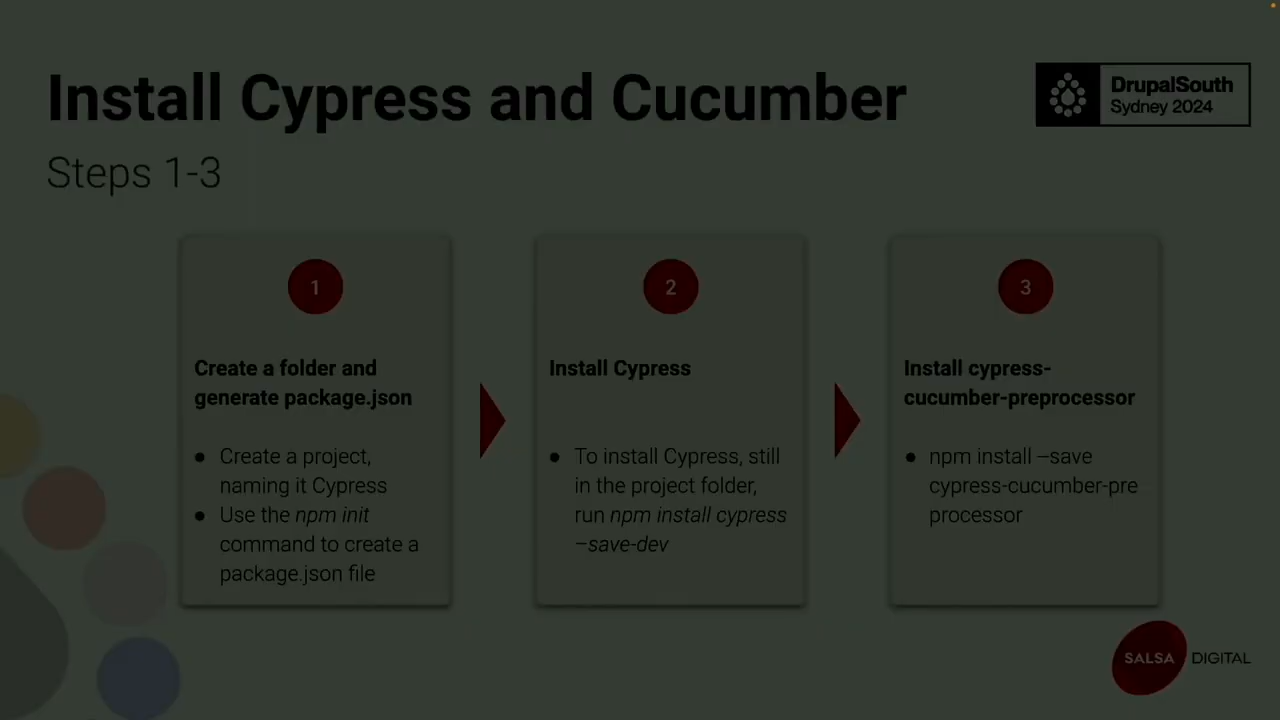 Install Cypress and Cucumber
DrupalSouth
Sydney 2024
Steps 1-3
1
Create a folder and
generate package.json
● Create a project,
naming it Cypress
● Use the npm init
command to create a
package.json file
2
Install Cypress
● To install Cypress, still
in the project folder,
run npm install cypress
–save-dev
3
Install cypress-
cucumber-preprocessor
● npm install –save
cypress-cucumber-pre
processor
SALSA DIGITAL